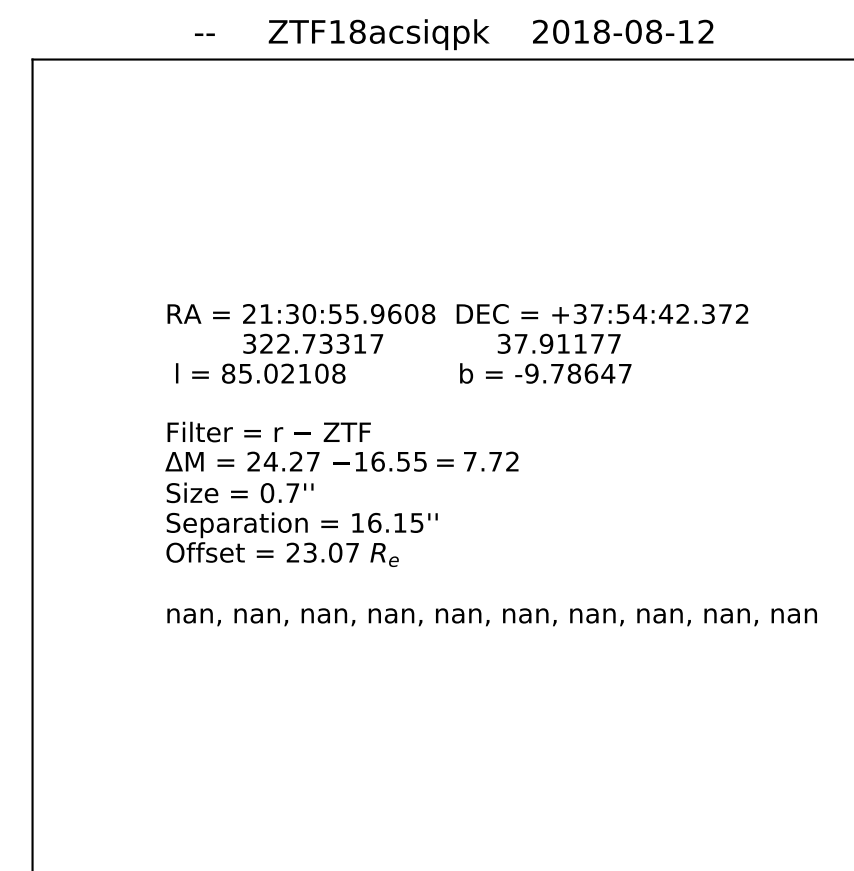 -- ZTF18acsiqpk 2018-08-12
RA = 21:30:55.9608 DEC = +37:54:42.372
322.73317 37.91177
l = 85.02108 b = -9.78647
Filter = r − ZTF
ΔM = 24.27 −16.55 = 7.72
Size = 0.7''
Separation = 16.15''
Offset = 23.07 Re
nan, nan, nan, nan, nan, nan, nan, nan, nan, nan